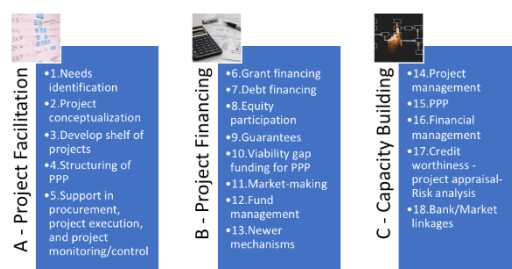 A - Project Facilitation
•1.Needs
identification
•2.Project
conceptualization
•3.Develop shelf of
projects
•4.Structuring of
PPP
•5.Support in
procurement,
project execution,
and project
monitoring/control
B - Project Financing
•6.Grant financing
•7.Debt financing
•8.Equity
participation
•9.Guarantees
•10.Viability gap
funding for PPP
•11.Market-making
•12.Fund
management
•13.Newer
mechanisms
C - Capacity Building
•14.Project
management
•15.PPP
•16.Financial
management
•17.Credit
worthiness -
project appraisal-
Risk analysis
•18.Bank/Market
linkages